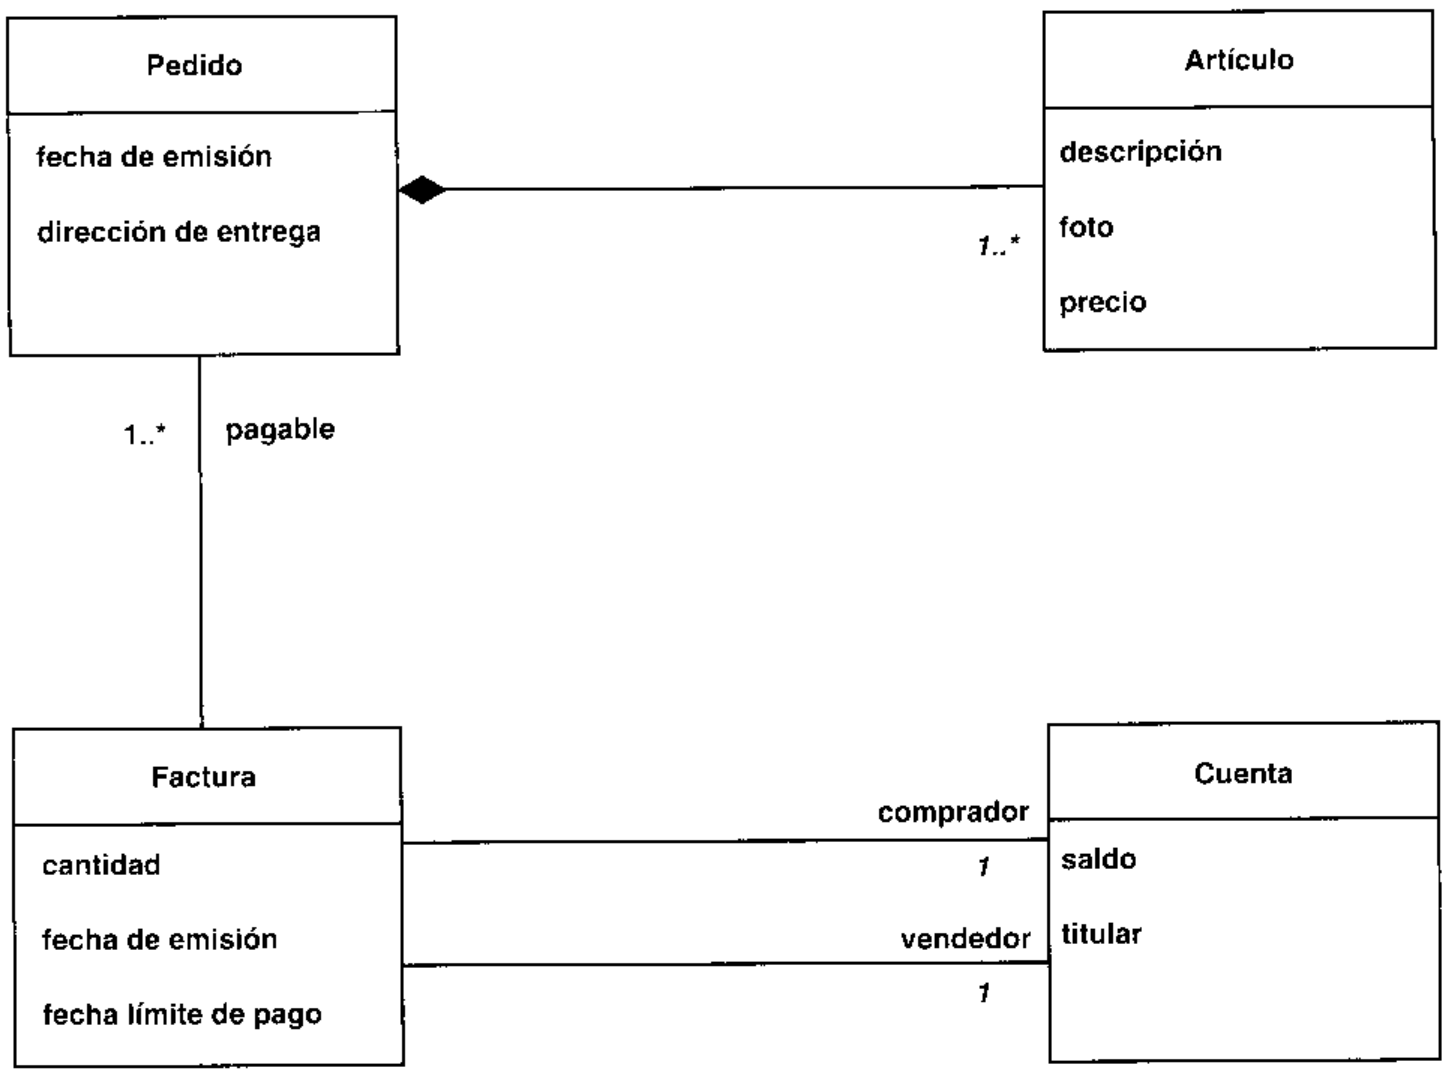 Pedido
fecha de emisión
dirección de entrega
Artículo
descripción
foto
precio
1..*
1..*
pagable
Factura
cantidad
fecha de emisión
fecha límite de pago
comprador
1
vendedor
1
Cuenta
saldo
titular